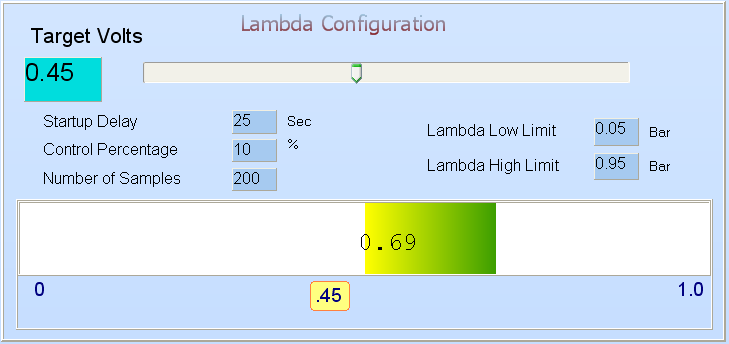 Lambda Configuration
Target Volts
0.45
Startup Delay 25 Sec
Control Percentage 10 %
Number of Samples 200
Lambda Low Limit 0.05 Bar
Lambda High Limit 0.95 Bar
0.69
0 .45 1.0